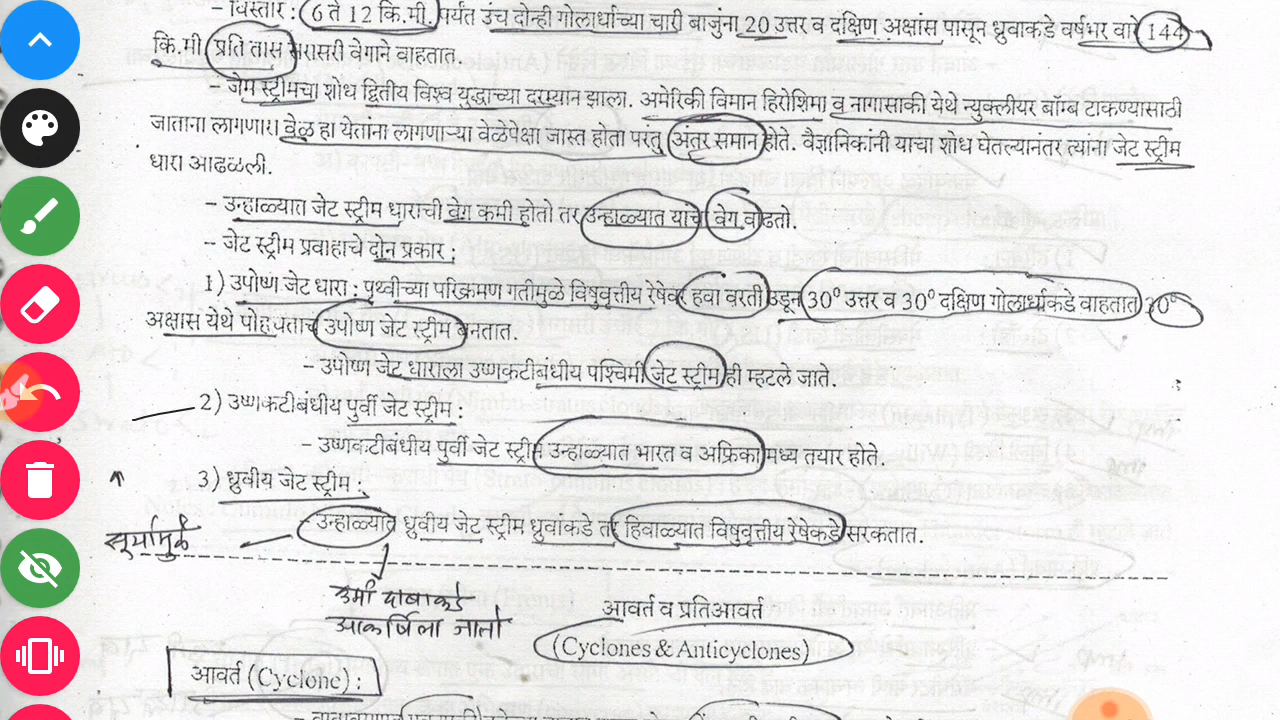 – विस्तार : 6 ते 12 कि.मी. पर्यंत उंच दोन्ही गोलार्धाच्या चारी बाजुंना 20 उत्तर व दक्षिण अक्षांस पासून ध्रुवाकडे वर्षभर वारे 144
कि.मी प्रति तास सरासरी वेगाने वाहतात.
– जेम स्ट्रीमचा शोध द्वितीय विश्व युद्धाच्या दरम्यान झाला. अमेरिकी विमान हिरोशिमा व नागासाकी येथे न्युक्लीयर बॉम्ब टाकण्यासाठी
जाताना लागणारा वेळ हा येतांना लागणाऱ्या वेळेपेक्षा जास्त होता परंतु अंतर समान होते. वैज्ञानिकांनी याचा शोध घेतल्यानंतर त्यांना जेट स्ट्रीम
धारा आढळली.
– उन्हाळ्यात जेट स्ट्रीम धाराची वेग कमी होतो तर उन्हाळ्यात यांचे वेग वाढतो.
– जेट स्ट्रीम प्रवाहाचे दोन प्रकार :
1) उपोष्ण जेट धारा : पृथ्वीच्या परिक्रमण गतीमुळे विषुवृत्तीय रेषेवर हवा वरती उडून 30° उत्तर व 30° दक्षिण गोलार्धाकडे वाहतात 30°
अक्षास येथे पोहचताच उपोष्ण जेट स्ट्रीम बनतात.
– उपोष्ण जेट धाराला उष्णकटीबंधीय पश्चिमी जेट स्ट्रीम ही म्हटले जाते.
2) उष्णकटीबंधीय पुर्वी जेट स्ट्रीम :
– उष्णकटीबंधीय पुर्वी जेट स्ट्रीम उन्हाळ्यात भारत व अफ्रिका मध्य तयार होते.
3) ध्रुवीय जेट स्ट्रीम :
– उन्हाळ्यात ध्रुवीय जेट स्ट्रीम ध्रुवांकडे तर हिवाळ्यात विषुवृत्तीय रेषेकडे सरकतात.
सूर्यामुळे
कमी दाबाकडे
आकर्षिला जातो
आवर्त व प्रतिआवर्त
(Cyclones & Anticyclones)
आवर्त (Cyclone) :